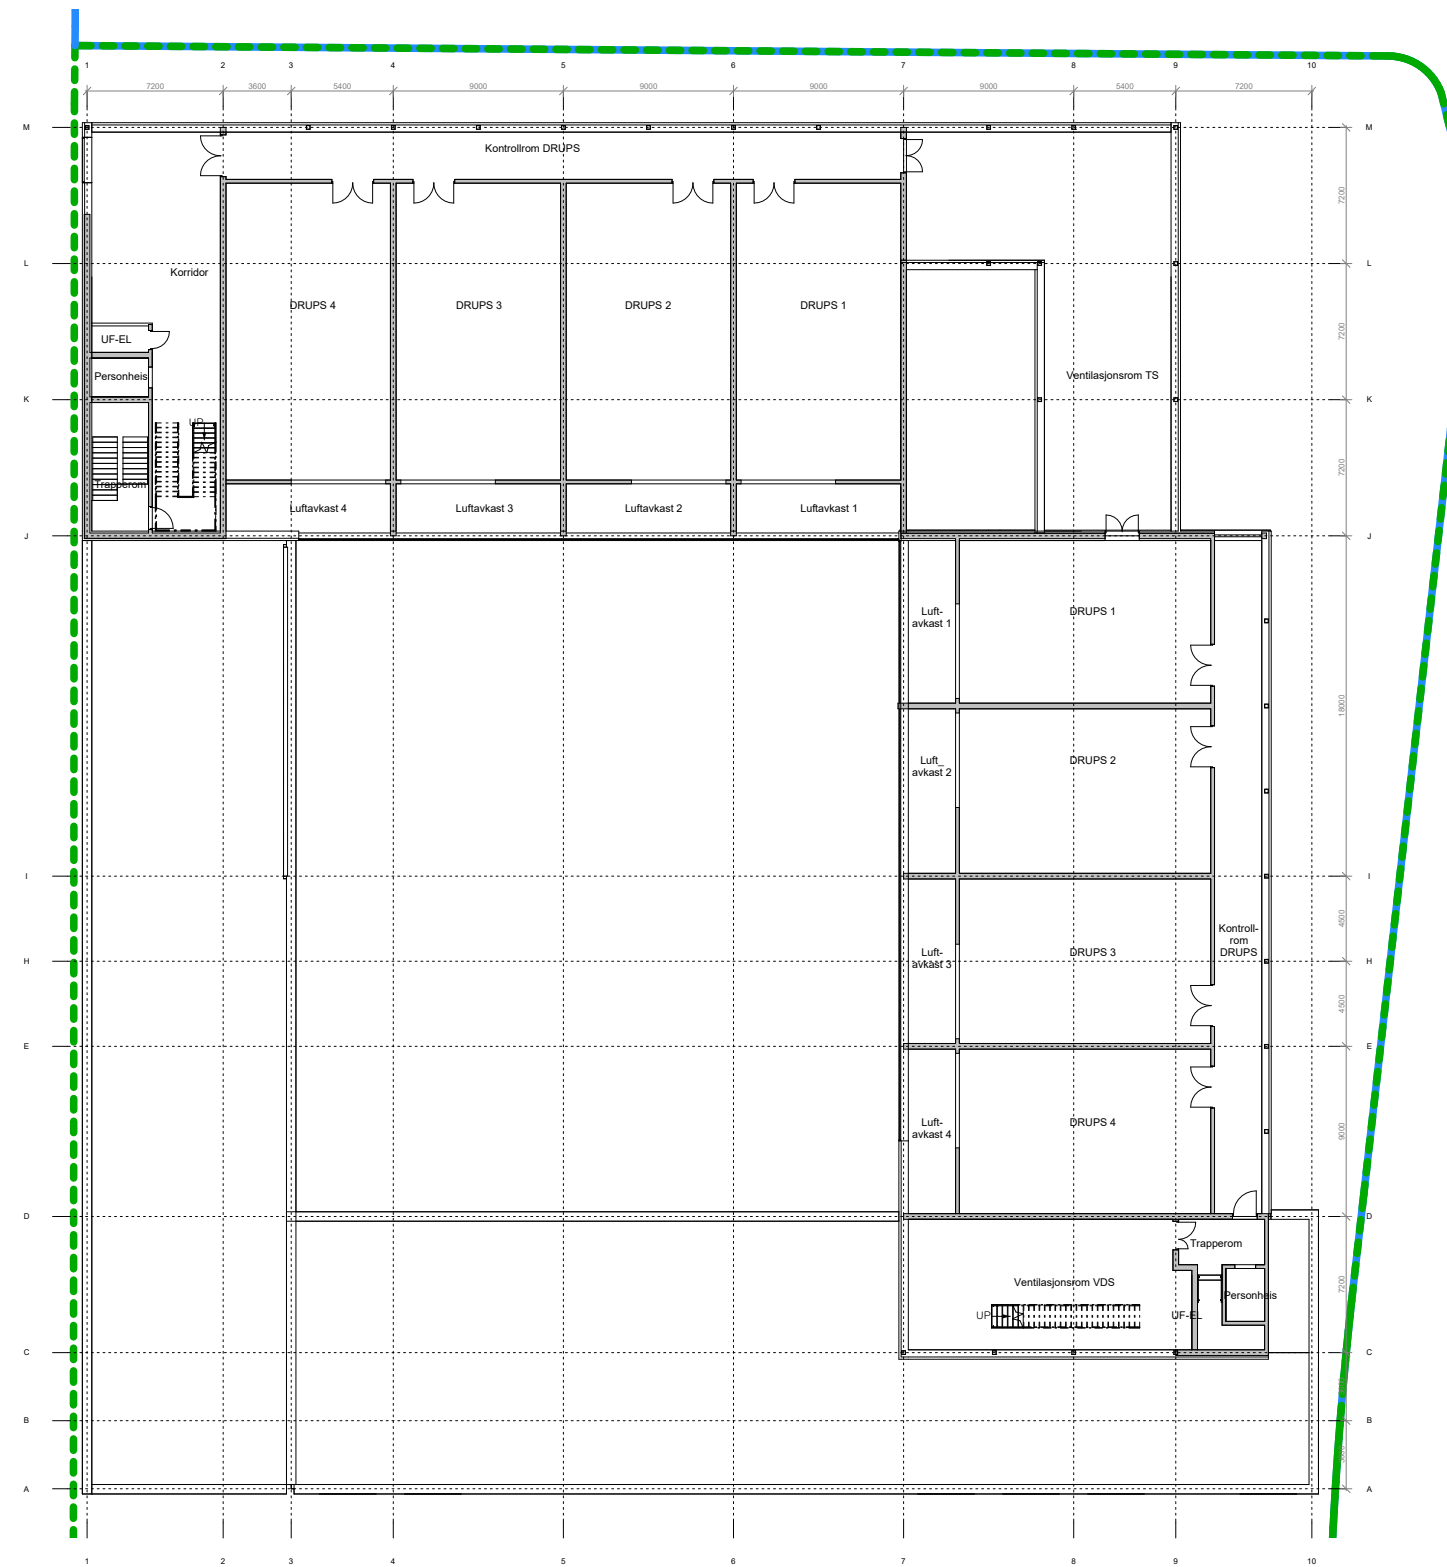 1 2 3 4 5 6 7 8 9 10
7200 3600 5400 9000 9000 9000 9000 5400 7200
M M
Kontrollrom DRUPS
7200
L L
Korridor
DRUPS 4 DRUPS 3 DRUPS 2 DRUPS 1
7200
UF-EL
Personheis
Ventilasjonsrom TS
K K
UP
7200
Trapperom
Luftavkast 4 Luftavkast 3 Luftavkast 2 Luftavkast 1
J J
Luft-
avkast 1
DRUPS 1
18000
Luft_
avkast 2
DRUPS 2
I I
4500
Kontroll-
rom
DRUPS
Luft-
avkast 3
DRUPS 3
H H
4500
E E
Luft-
avkast 4
DRUPS 4
9000
D D
Trapperom
Ventilasjonsrom VDS
7200
Personheis
UP
UF-EL
C C
B B
A A
1 2 3 4 5 6 7 8 9 10